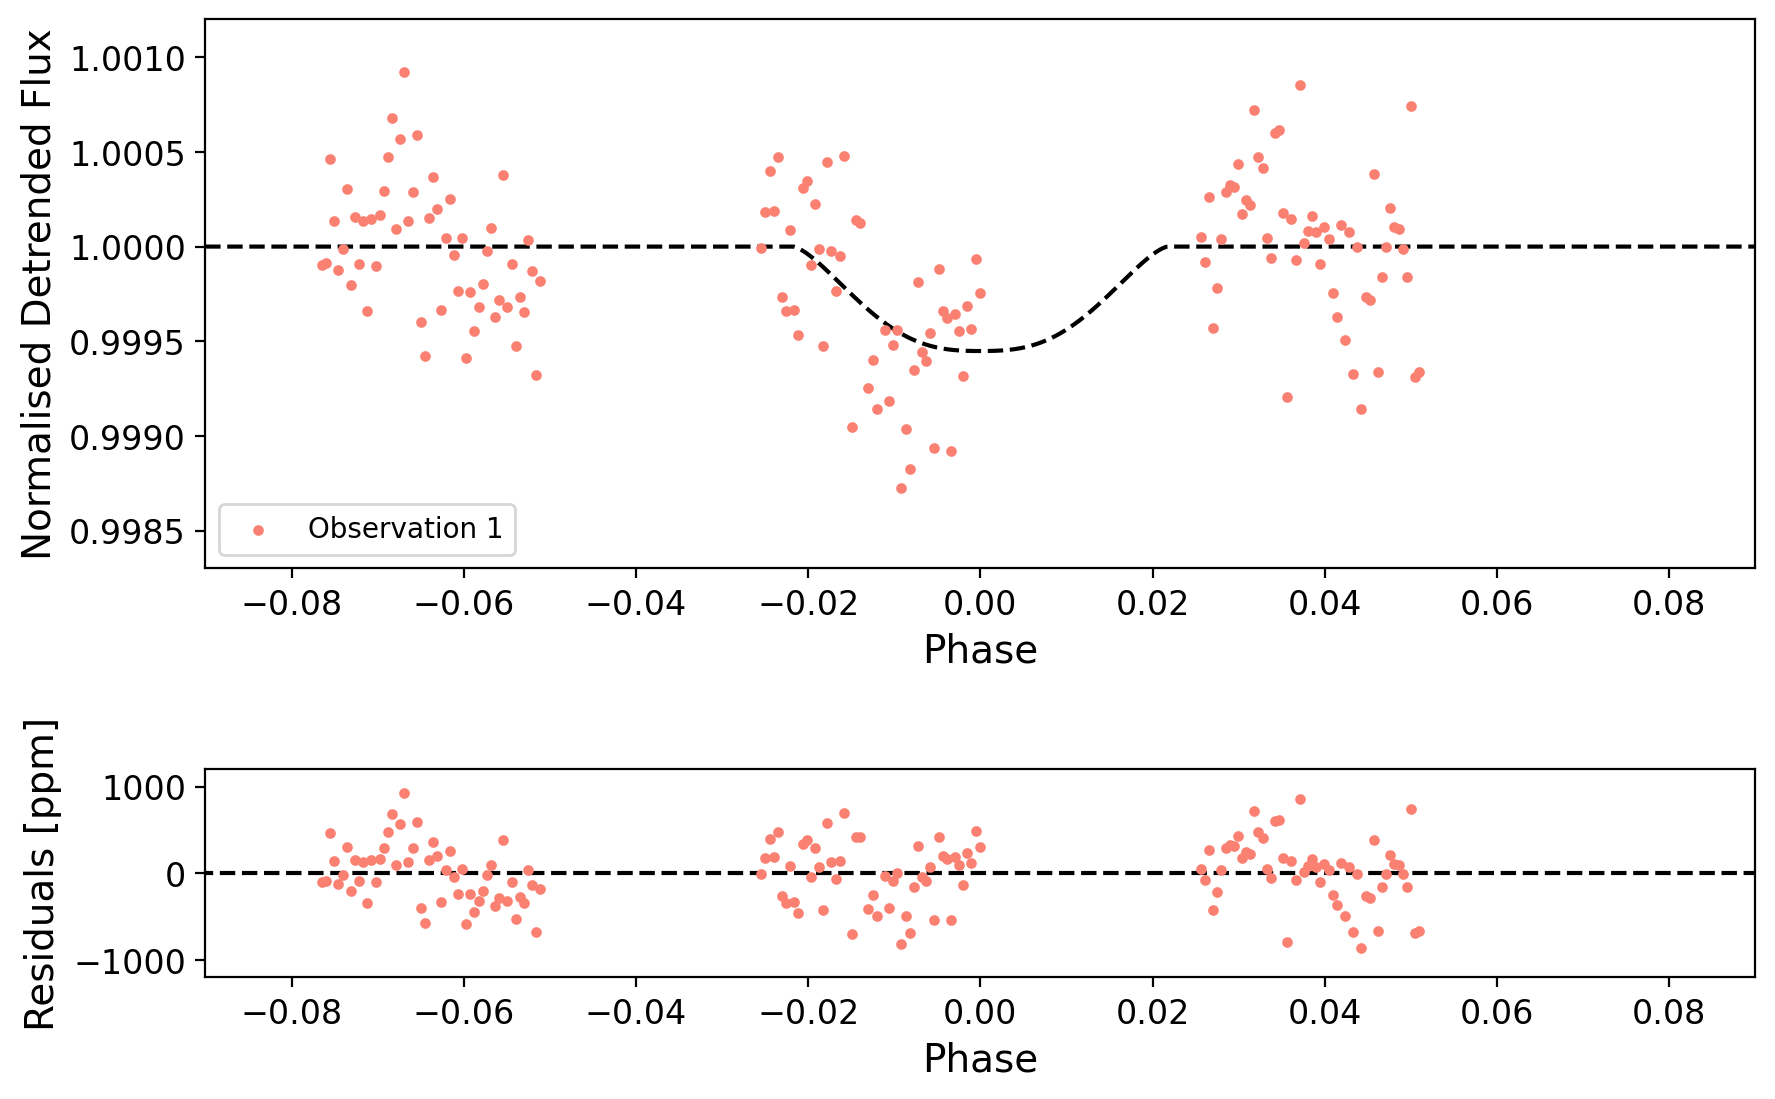 Normalised Detrended Flux
1.0010
1.0005
1.0000
0.9995
0.9990
0.9985
Observation 1
−0.08 −0.06 −0.04 −0.02 0.00 0.02 0.04 0.06 0.08
Phase
Residuals [ppm]
1000
0
−1000
−0.08 −0.06 −0.04 −0.02 0.00 0.02 0.04 0.06 0.08
Phase